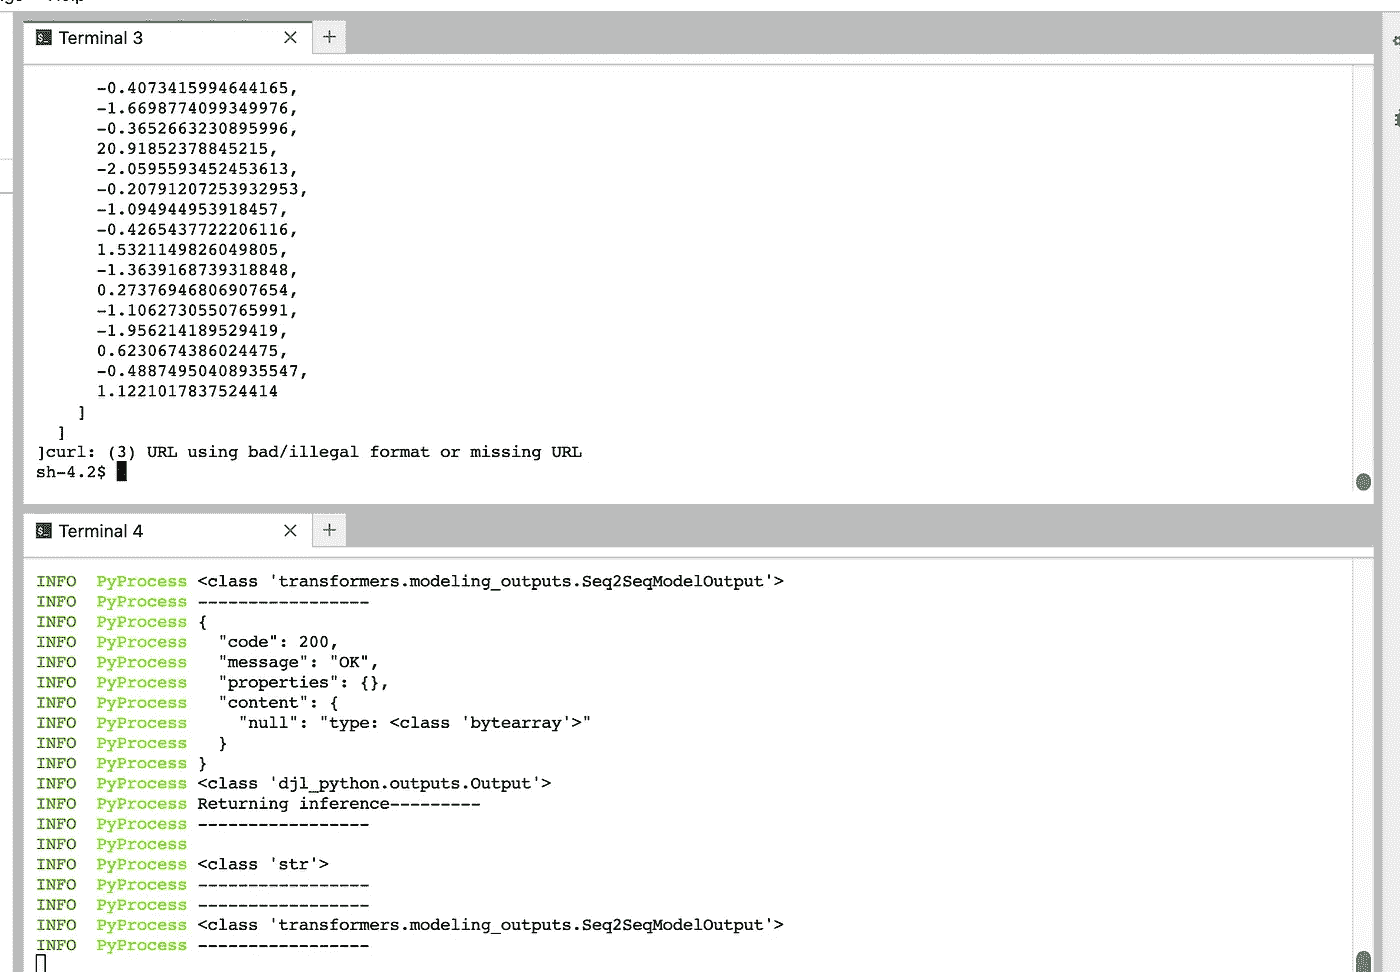 Help
Terminal 3
-0.4073415994644165,
-1.6698774099349976,
-0.3652663230895996,
20.91852378845215,
-2.0595593452453613,
-0.20791207253932953,
-1.094944953918457,
-0.4265437722206116,
1.5321149826049805,
-1.3639168739318848,
0.27376946806907654,
-1.1062730550765991,
-1.956214189529419,
0.6230674386024475,
-0.48874950408935547,
1.1221017837524414
]
]
]curl: (3) URL using bad/illegal format or missing URL
sh-4.2$
Terminal 4
INFO PyProcess <class 'transformers.modeling_outputs.Seq2SeqModelOutput'>
INFO PyProcess -----------------
INFO PyProcess {
INFO PyProcess "code": 200,
INFO PyProcess "message": "OK",
INFO PyProcess "properties": {},
INFO PyProcess "content": {
INFO PyProcess "null": "type: <class 'bytearray'>"
INFO PyProcess }
INFO PyProcess }
INFO PyProcess <class 'djl_python.outputs.Output'>
INFO PyProcess Returning inference---------
INFO PyProcess -----------------
INFO PyProcess
INFO PyProcess <class 'str'>
INFO PyProcess -----------------
INFO PyProcess -----------------
INFO PyProcess <class 'transformers.modeling_outputs.Seq2SeqModelOutput'>
INFO PyProcess -----------------